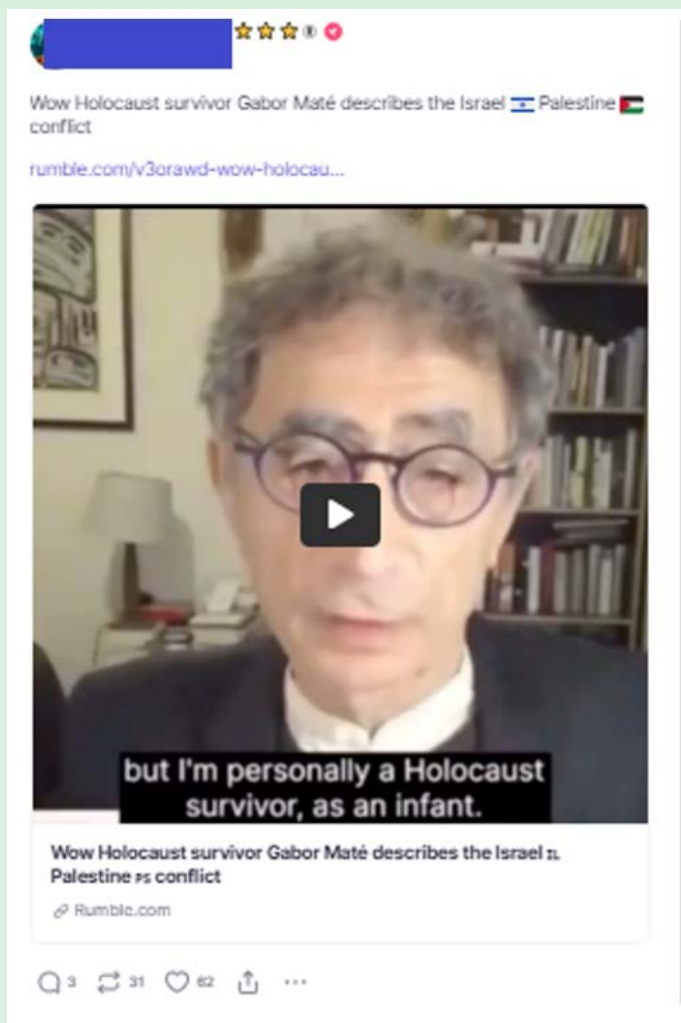 Wow Holocaust survivor Gabor Maté describes the Israel 🇮🇱 Palestine 🇵🇸
conflict
rumble.com/v3orawd-wow-holocau...
but I'm personally a Holocaust
survivor, as an infant.
Wow Holocaust survivor Gabor Maté describes the Israel IL
Palestine PS conflict
Rumble.com
3 31 62 ...